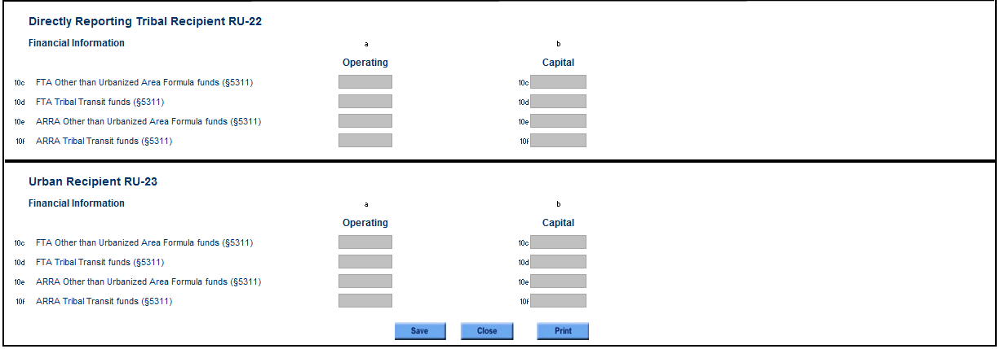 Directly Reporting Tribal Recipient RU-22
Financial Information a b
Operating Capital
10c FTA Other than Urbanized Area Formula funds (§5311) 10c
10d FTA Tribal Transit funds (§5311) 10d
10e ARRA Other than Urbanized Area Formula funds (§5311) 10e
10f ARRA Tribal Transit funds (§5311) 10f
Urban Recipient RU-23
Financial Information a b
Operating Capital
10c FTA Other than Urbanized Area Formula funds (§5311) 10c
10d FTA Tribal Transit funds (§5311) 10d
10e ARRA Other than Urbanized Area Formula funds (§5311) 10e
10f ARRA Tribal Transit funds (§5311) 10f
Save Close Print